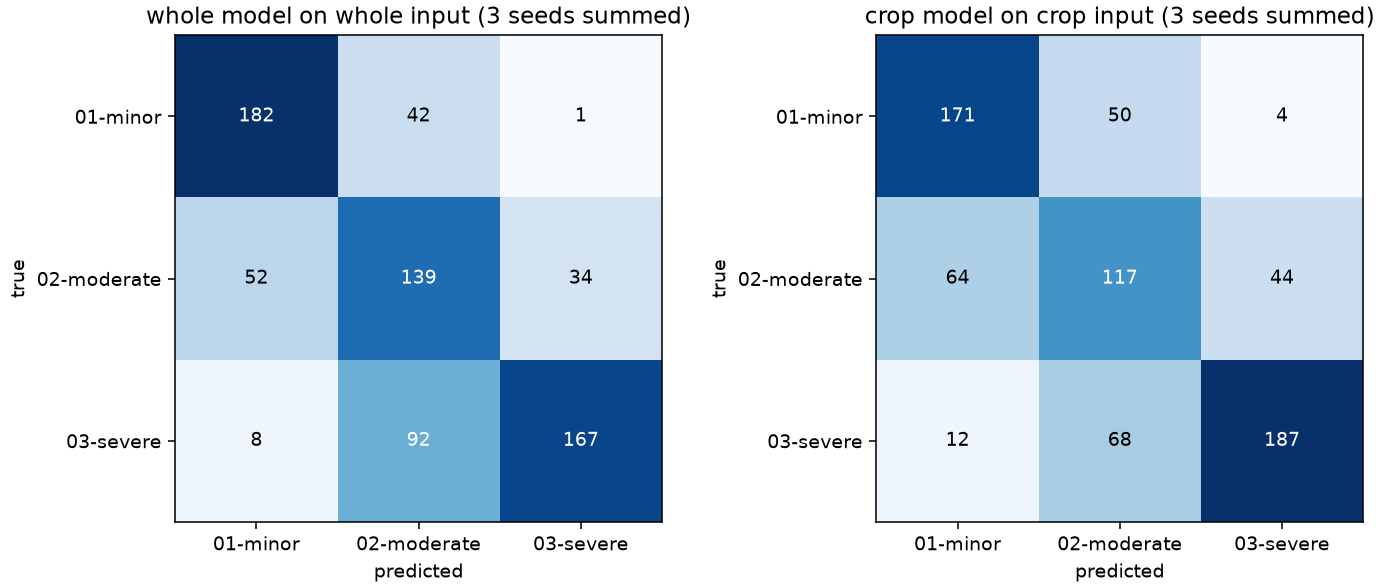 whole model on whole input (3 seeds summed)
01-minor 182 42 1
02-moderate 52 139 34
03-severe 8 92 167
01-minor 02-moderate 03-severe
predicted
true
crop model on crop input (3 seeds summed)
01-minor 171 50 4
02-moderate 64 117 44
03-severe 12 68 187
01-minor 02-moderate 03-severe
predicted
true